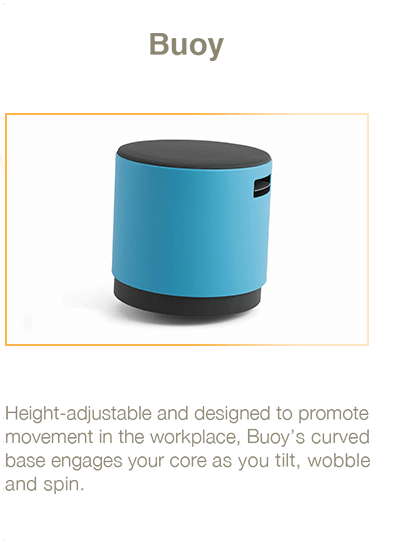 Buoy
Height-adjustable and designed to promote
movement in the workplace, Buoy’s curved
base engages your core as you tilt, wobble
and spin.